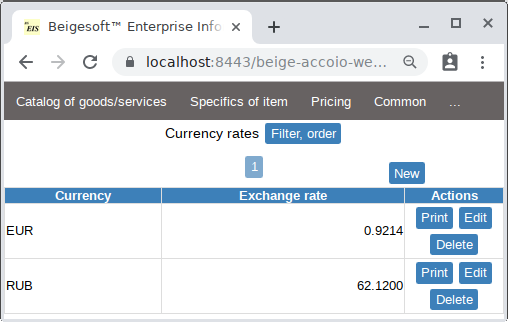 Beigesoft™ Enterprise Info
localhost:8443/beige-accoio-we...
Catalog of goods/services Specifics of item Pricing Common ...
Currency rates Filter, order
1
New
Currency Exchange rate Actions
EUR 0.9214 Print Edit
Delete
RUB 62.1200 Print Edit
Delete